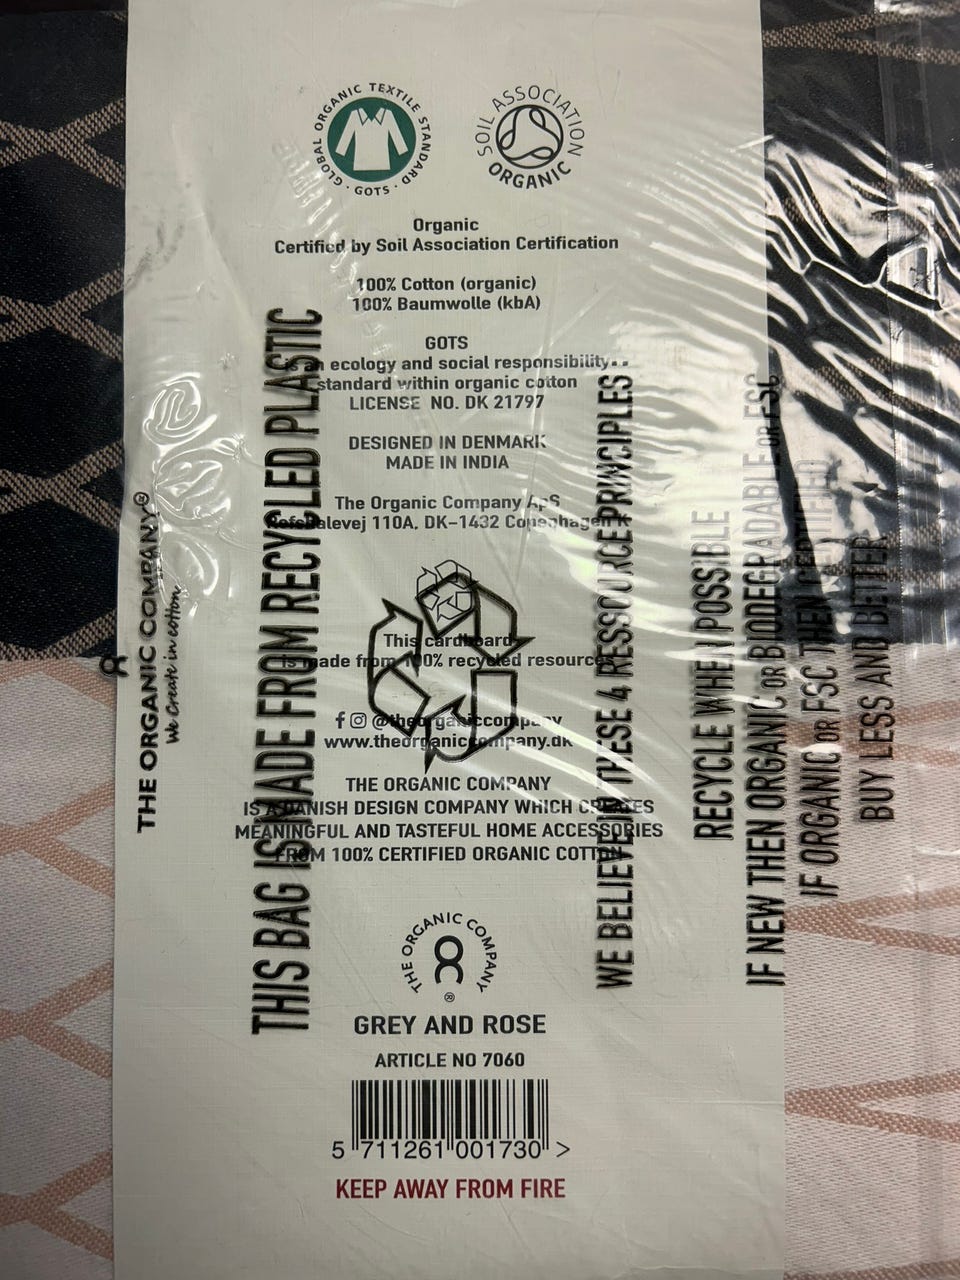 GLOBAL ORGANIC TEXTILE STANDARD · GOTS ·
SOIL ASSOCIATION ORGANIC
Organic
Certified by Soil Association Certification
100% Cotton (organic)
100% Baumwolle (kbA)
GOTS
is an ecology and social responsibility
standard within organic cotton
LICENSE NO. DK 21797
DESIGNED IN DENMARK
MADE IN INDIA
The Organic Company ApS
Refshalevej 110A, DK–1432 Copenhagen K
This cardboard
is made from 100% recycled resources
@theorganiccompany
www.theorganiccompany.dk
THE ORGANIC COMPANY
IS A DANISH DESIGN COMPANY WHICH CREATES
MEANINGFUL AND TASTEFUL HOME ACCESSORIES
FROM 100% CERTIFIED ORGANIC COTTON
THE ORGANIC COMPANY
®
GREY AND ROSE
ARTICLE NO 7060
5 711261 001730 >
KEEP AWAY FROM FIRE
THE ORGANIC COMPANY®
We create in cotton
THIS BAG IS MADE FROM RECYCLED PLASTIC
WE BELIEVE IN THESE 4 RESSOURCE PRINCIPLES
RECYCLE WHEN POSSIBLE
IF NEW THEN ORGANIC OR BIODEGRADABLE OR FSC
IF ORGANIC OR FSC THEN CERTIFIED
BUY LESS AND BETTER